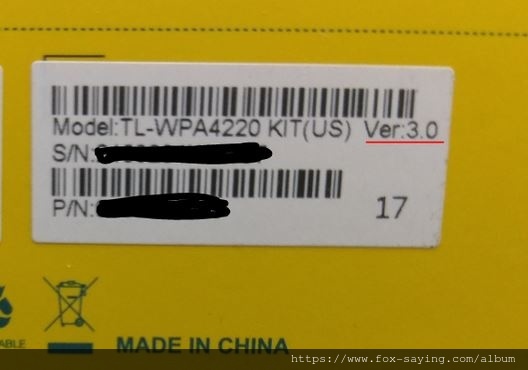 Model:TL-WPA4220 KIT(US) Ver:3.0
S/N:
P/N:
17
ABLE
MADE IN CHINA
https://www.fox-saying.com/album